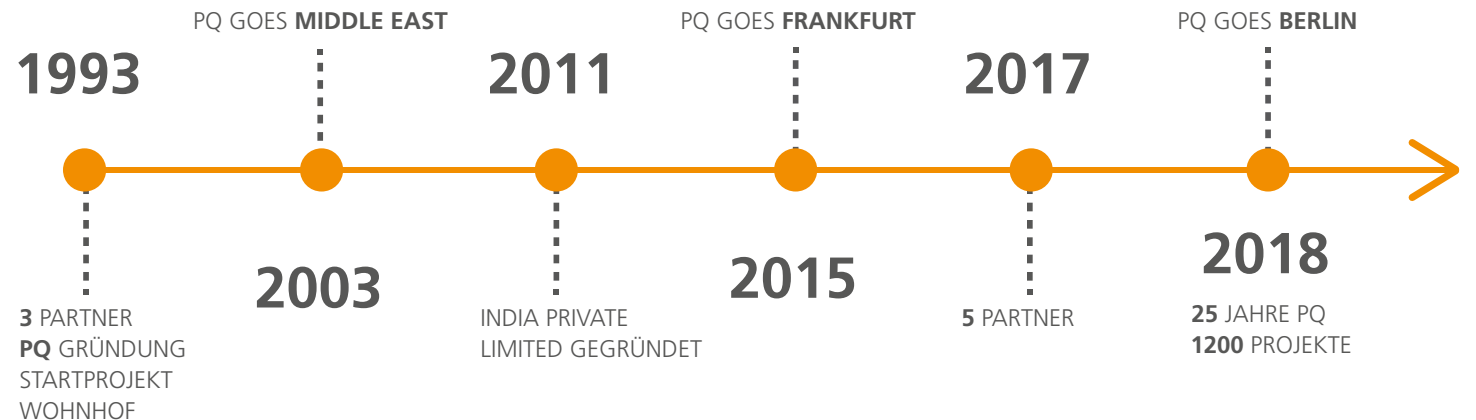 PQ GOES MIDDLE EAST
PQ GOES FRANKFURT
PQ GOES BERLIN
1993
2011
2017
2003
2015
2018
3 PARTNER
PQ GRÜNDUNG
STARTPROJEKT
WOHNHOF
INDIA PRIVATE
LIMITED GEGRÜNDET
5 PARTNER
25 JAHRE PQ
1200 PROJEKTE